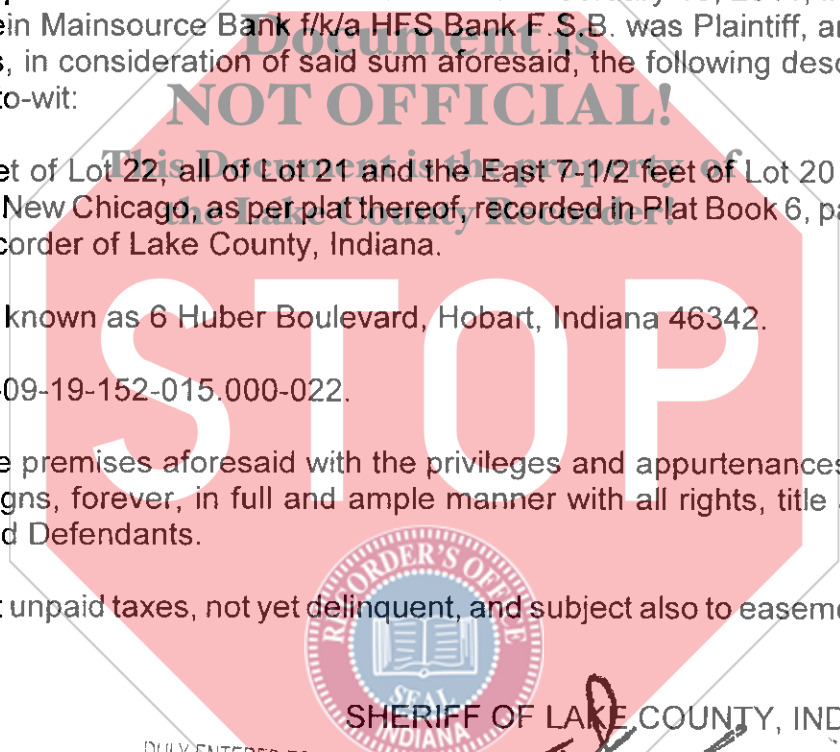 ein Mainsource Bank f/k/a HFS Bank F.S.B. was Plaintiff, a
Document is
s, in consideration of said sum aforesaid, the following desc
to-wit:
NOT OFFICIAL!
et of Lot 22, all of Lot 21 and the East 7-1/2 feet of Lot 20
This Document is the property of
New Chicago, as per plat thereof, recorded in Plat Book 6, pa
the Lake County Recorder!
corder of Lake County, Indiana.
known as 6 Huber Boulevard, Hobart, Indiana 46342.
STOP
-09-19-152-015.000-022.
e premises aforesaid with the privileges and appurtenances
gns, forever, in full and ample manner with all rights, title
d Defendants.
RECORDER'S OFFICE
t unpaid taxes, not yet delinquent, and subject also to easeme
SEAL
INDIANA
SHERIFF OF LAKE COUNTY, IND
DULY ENTERED